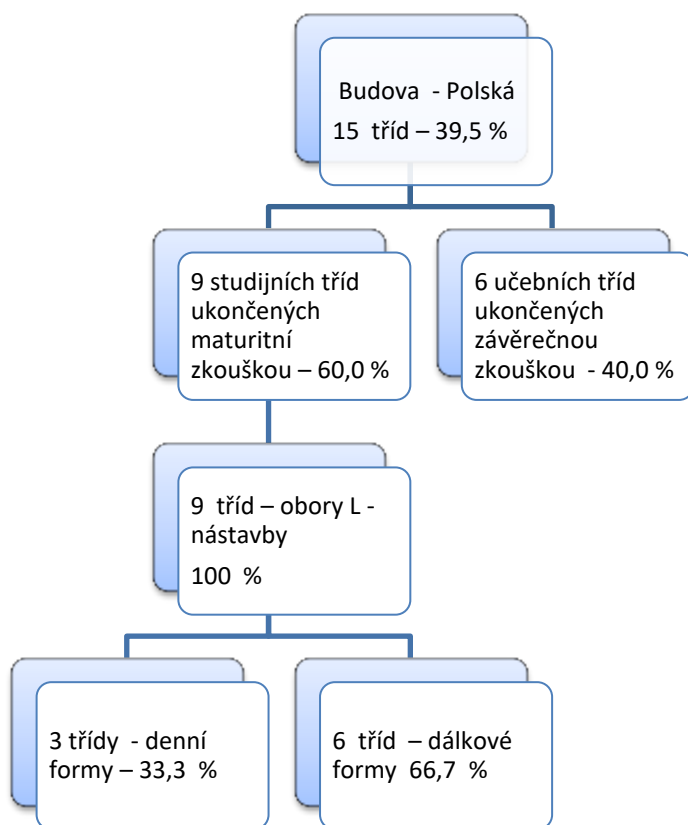 Budova - Polská
15 tříd – 39,5 %
9 studijních tříd
ukončených
maturitní
zkouškou – 60,0 %
6 učebních tříd
ukončených
závěrečnou
zkouškou - 40,0 %
9 tříd – obory L -
nástavby
100 %
3 třídy - denní
formy – 33,3 %
6 tříd – dálkové
formy 66,7 %